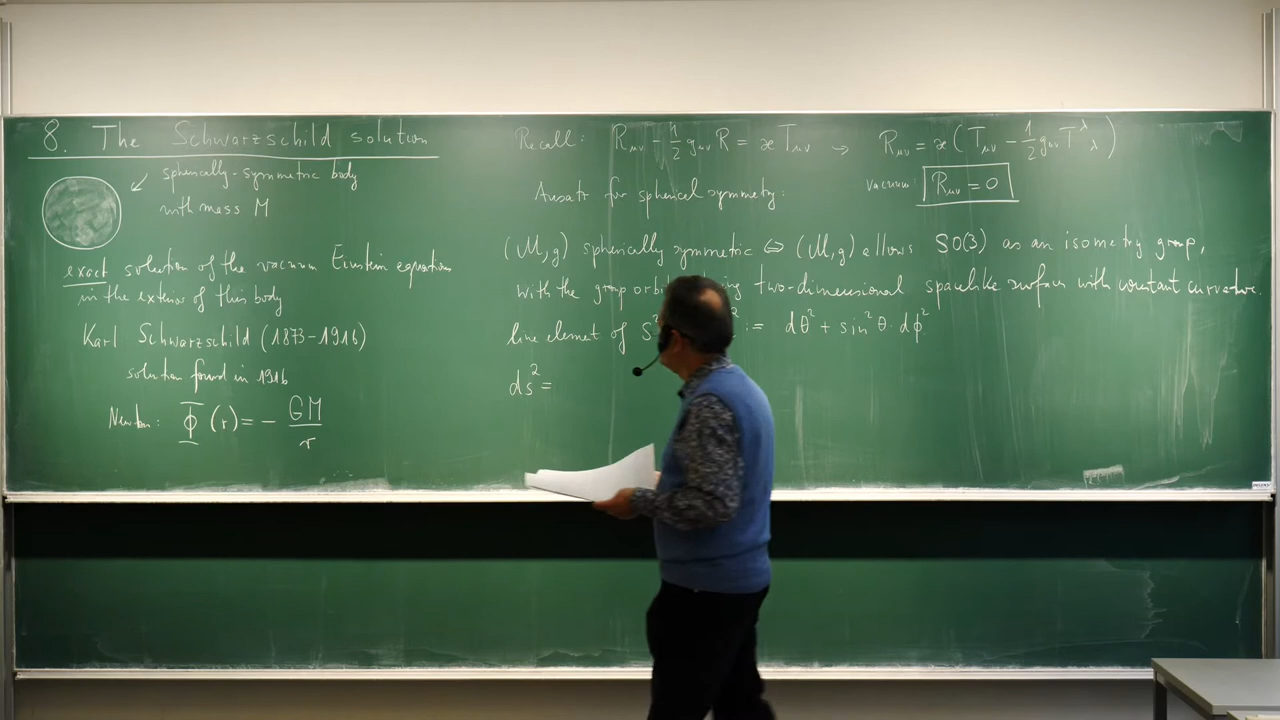 8. The Schwarzschild solution
spherically-symmetric body
with mass M
exact solution of the vacuum Einstein equation
in the exterior of this body
Karl Schwarzschild (1873-1916)
solution found in 1916
Newton: Φ(r) = - GM/r
Recall: Rμν - 1/2 gμν R = ϰ Tμν → Rμν = ϰ(Tμν - 1/2 gμν T^λ_λ)
Ansatz for spherical symmetry: vacuum: Rμν = 0
(M,g) spherically symmetric ⇔ (M,g) allows SO(3) as an isometry group,
with the group two-dimensional spacelike surfaces with constant curvature.
line element of S² := dθ² + sin²θ·dϕ²
ds² =